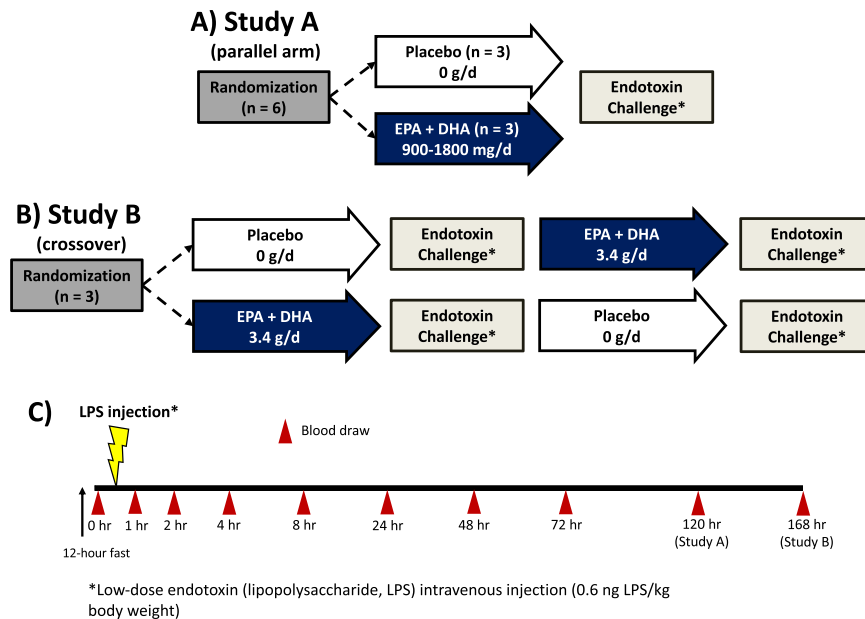 A) Study A
(parallel arm)
Randomization
(n = 6)
Placebo (n = 3)
0 g/d
EPA + DHA (n = 3)
900-1800 mg/d
Endotoxin
Challenge*
B) Study B
(crossover)
Randomization
(n = 3)
Placebo
0 g/d
Endotoxin
Challenge*
EPA + DHA
3.4 g/d
Endotoxin
Challenge*
EPA + DHA
3.4 g/d
Endotoxin
Challenge*
Placebo
0 g/d
Endotoxin
Challenge*
C)
LPS injection*
Blood draw
0 hr
1 hr
2 hr
4 hr
8 hr
24 hr
48 hr
72 hr
120 hr
(Study A)
168 hr
(Study B)
12-hour fast
*Low-dose endotoxin (lipopolysaccharide, LPS) intravenous injection (0.6 ng LPS/kg
body weight)